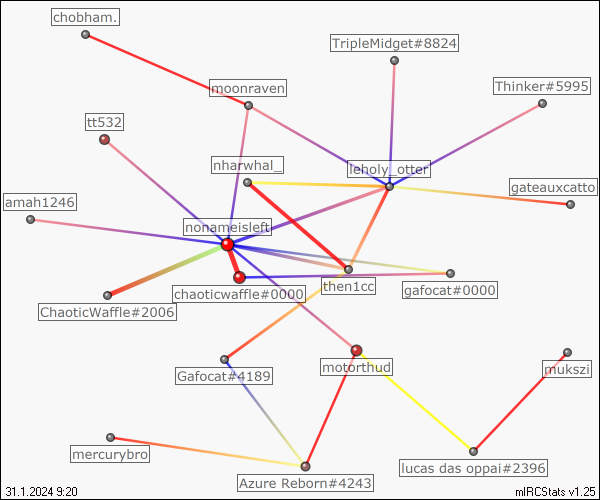 chobham.
TripleMidget#8824
moonraven
Thinker#5995
tt532
nharwhal_
leholy_otter
amah1246
gateauxcatto
nonameisleft
chaoticwaffle#0000
then1cc
gafocat#0000
ChaoticWaffle#2006
Gafocat#4189
motorthud
mukszi
mercurybro
lucas das oppai#2396
Azure Reborn#4243
31.1.2024 9:20
mIRCStats v1.25